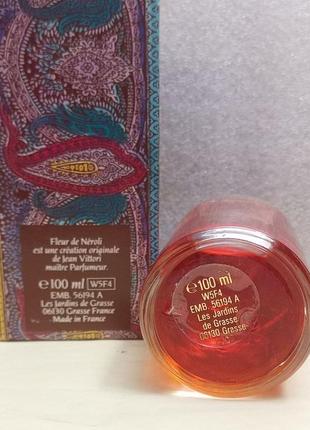 Fleur de Néroli
est une création originale
de Jean Vittori
maître Parfumeur.
℮ 100 ml W5F4
EMB. 56194 A
Les Jardins de Grasse
06130 Grasse France
Made in France
℮ 100 ml
W5F4
EMB. 56194 A
Les Jardins
de Grasse
06130 Grasse